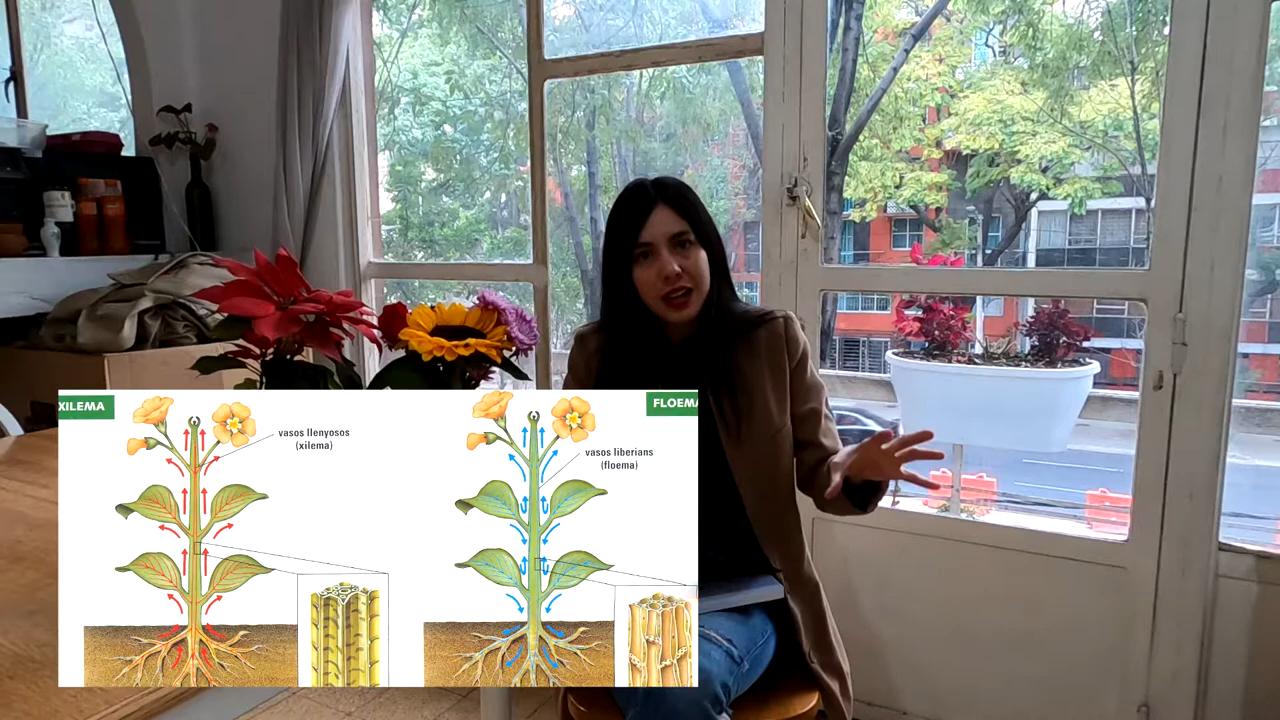 XILEMA
vasos llenyosos
(xilema)
FLOEMA
vasos liberians
(floema)